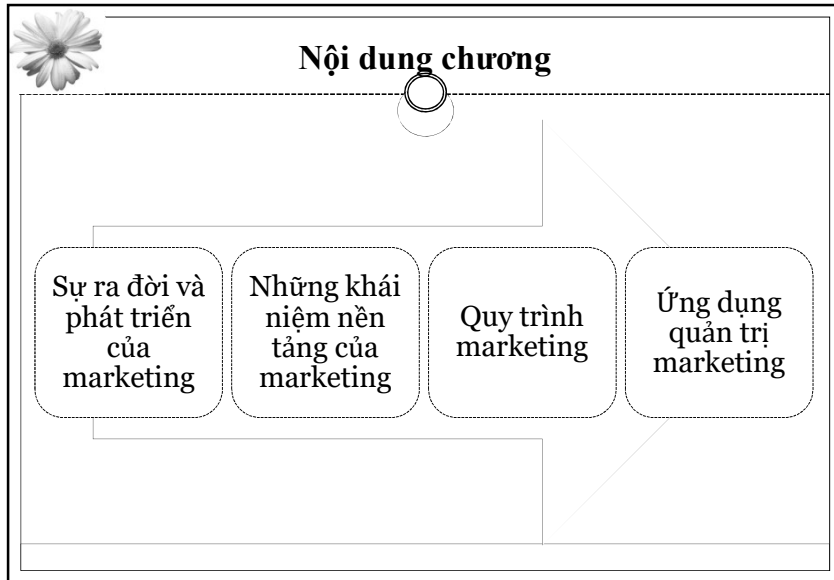 Nội dung chương
Sự ra đời và
phát triển
của
marketing
Những khái
niệm nền
tảng của
marketing
Quy trình
marketing
Ứng dụng
quản trị
marketing